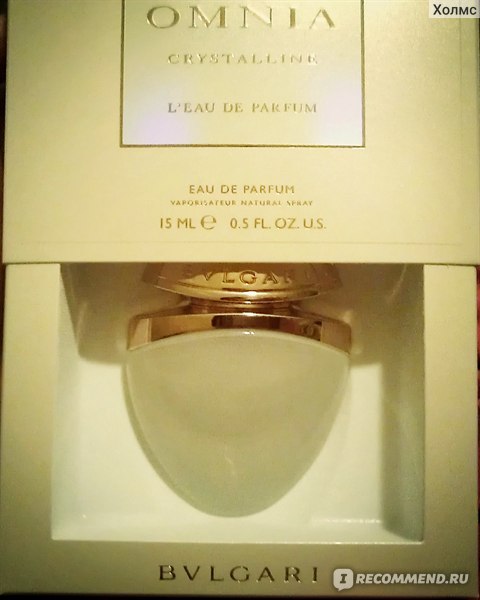 Холмс
OMNIA
CRYSTALLINE
L'EAU DE PARFUM
EAU DE PARFUM
VAPORISATEUR NATURAL SPRAY
15 ML e 0.5 FL. OZ. U.S.
BVLGARI
BVLGARI
IRECOMMEND.RU